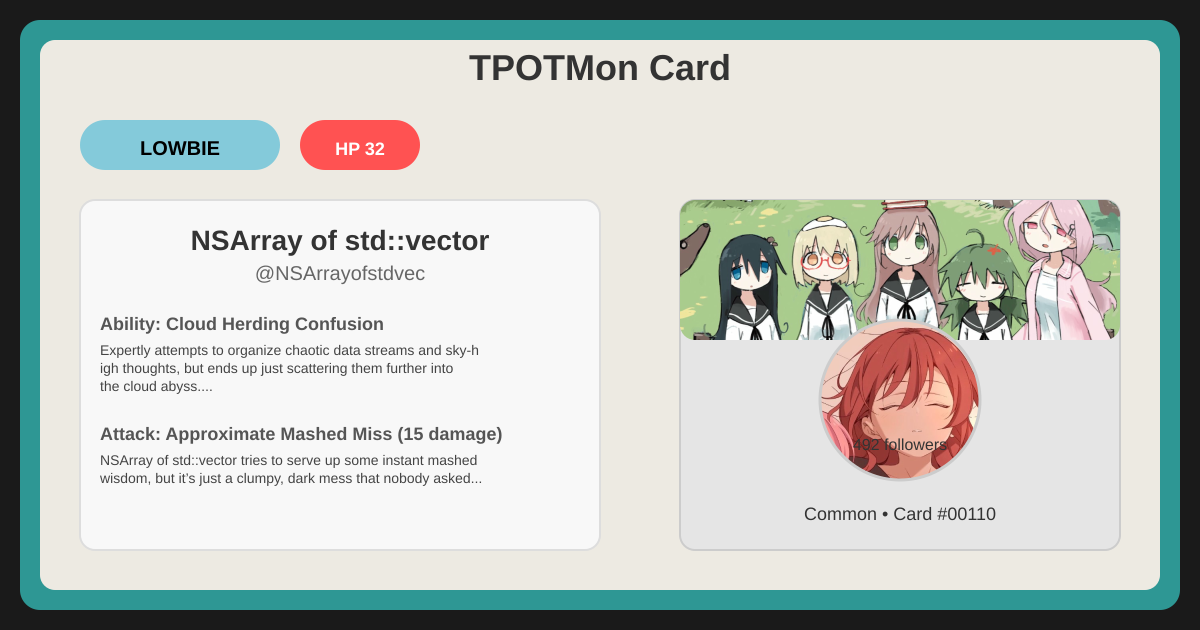 TPOTMon Card
LOWBIE
HP 32
NSArray of std::vector
@NSArrayofstdvec
Ability: Cloud Herding Confusion
Expertly attempts to organize chaotic data streams and sky-h
igh thoughts, but ends up just scattering them further into
the cloud abyss....
Attack: Approximate Mashed Miss (15 damage)
NSArray of std::vector tries to serve up some instant mashed
wisdom, but it’s just a clumpy, dark mess that nobody asked...
492 followers
Common • Card #00110